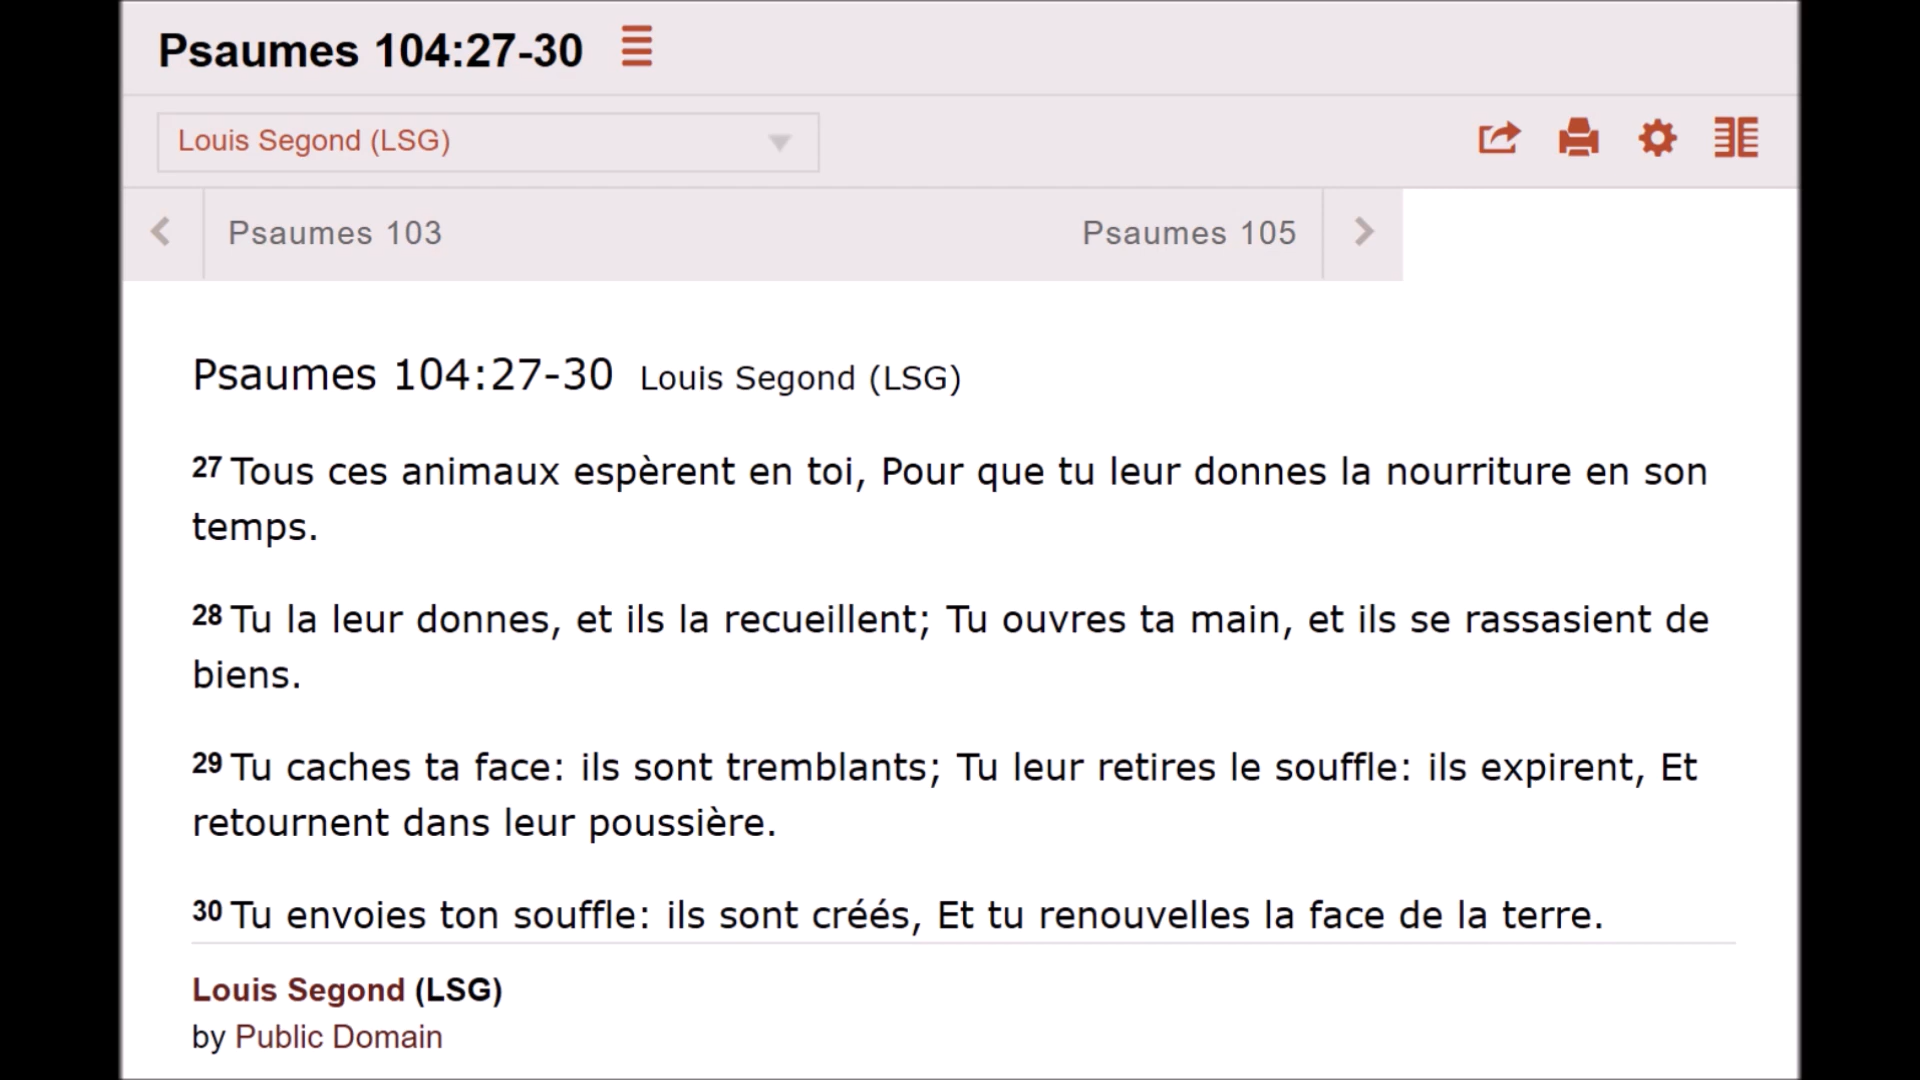 Psaumes 104:27-30
Louis Segond (LSG)
Psaumes 103
Psaumes 105
Psaumes 104:27-30 Louis Segond (LSG)
27 Tous ces animaux espèrent en toi, Pour que tu leur donnes la nourriture en son
temps.
28 Tu la leur donnes, et ils la recueillent; Tu ouvres ta main, et ils se rassasient de
biens.
29 Tu caches ta face: ils sont tremblants; Tu leur retires le souffle: ils expirent, Et
retournent dans leur poussière.
30 Tu envoies ton souffle: ils sont créés, Et tu renouvelles la face de la terre.
Louis Segond (LSG)
by Public Domain